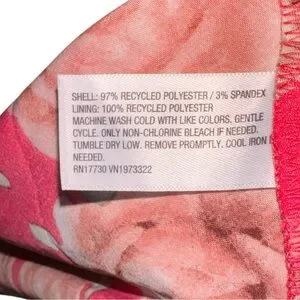 SHELL: 97% RECYCLED POLYESTER / 3% SPANDEX
LINING: 100% RECYCLED POLYESTER
MACHINE WASH COLD WITH LIKE COLORS. GENTLE
CYCLE. ONLY NON-CHLORINE BLEACH IF NEEDED.
TUMBLE DRY LOW. REMOVE PROMPTLY. COOL IRON I
NEEDED.
RN17730 VN1973322